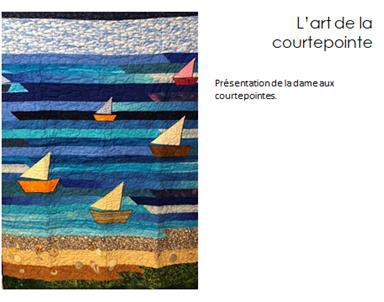 L'art de la
courtepointe
Présentation de la dame aux
courtepointes.